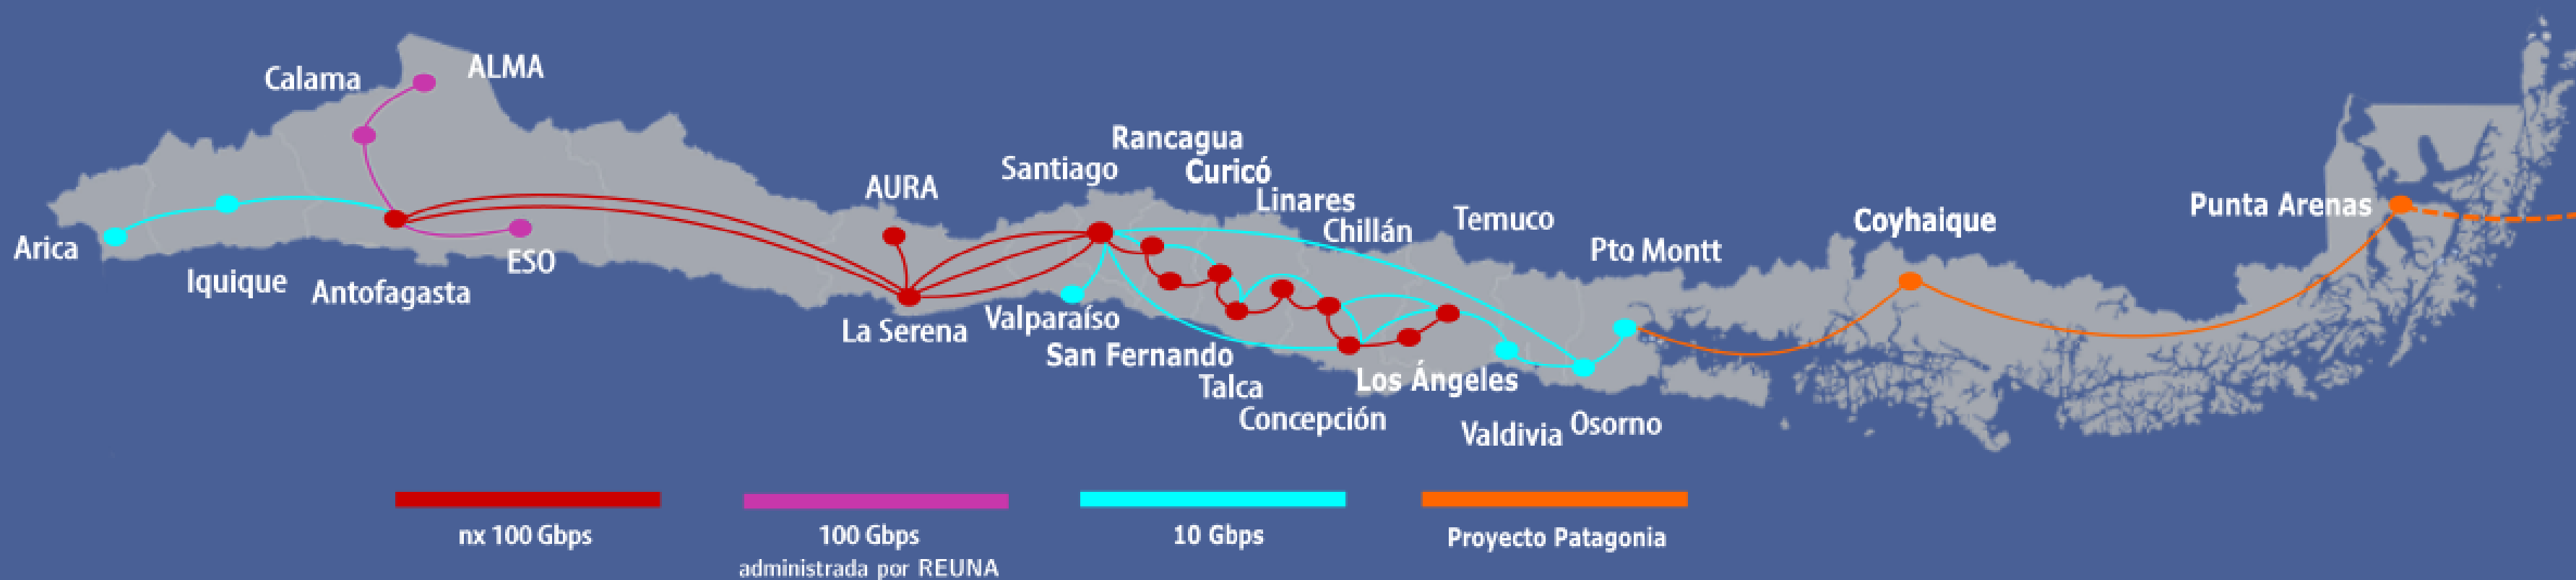 Calama
ALMA
Arica
Iquique
Antofagasta
ESO
AURA
La Serena
Santiago
Rancagua
Curicó
Linares
Chillán
Valparaíso
San Fernando
Talca
Concepción
Los Ángeles
Temuco
Valdivia
Osorno
Pto Montt
Coyhaique
Punta Arenas
nx 100 Gbps
100 Gbps
administrada por REUNA
10 Gbps
Proyecto Patagonia